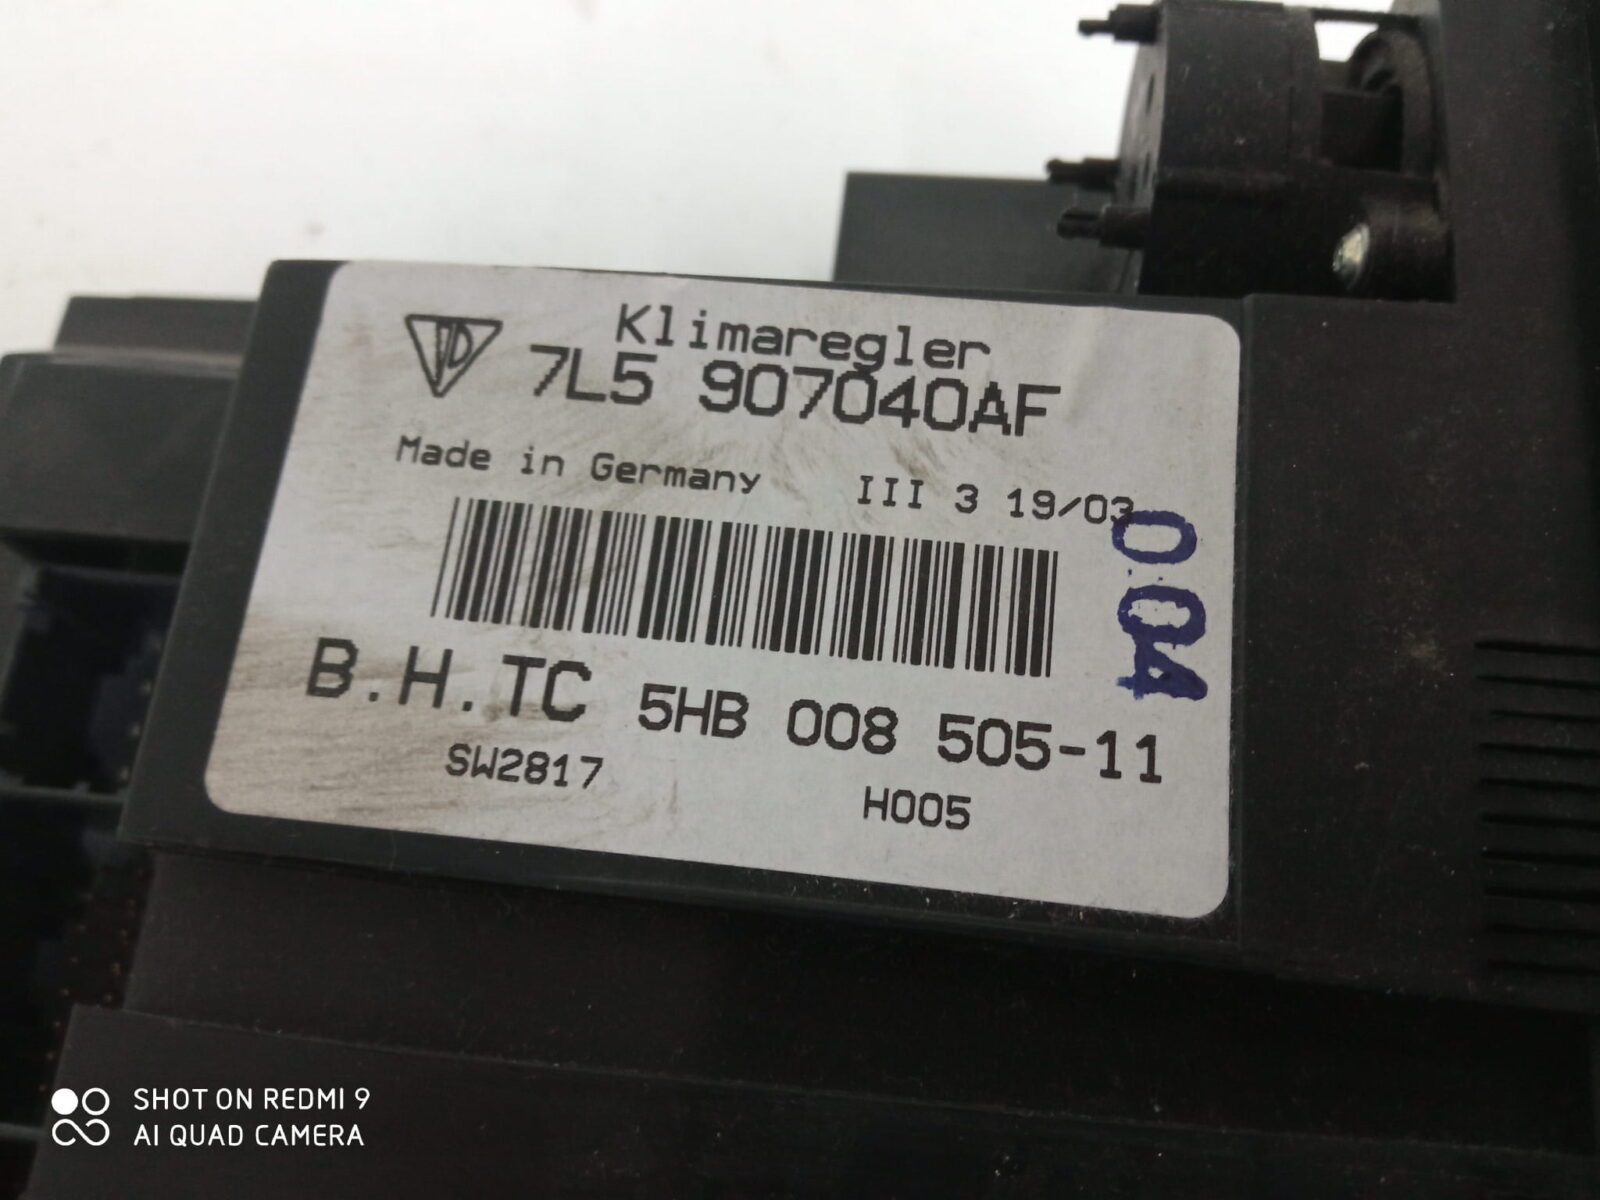 Klimaregler
7L5 907040AF
Made in Germany III 3 19/03
004
B.H.TC 5HB 008 505-11
SW2817 H005
SHOT ON REDMI 9
AI QUAD CAMERA